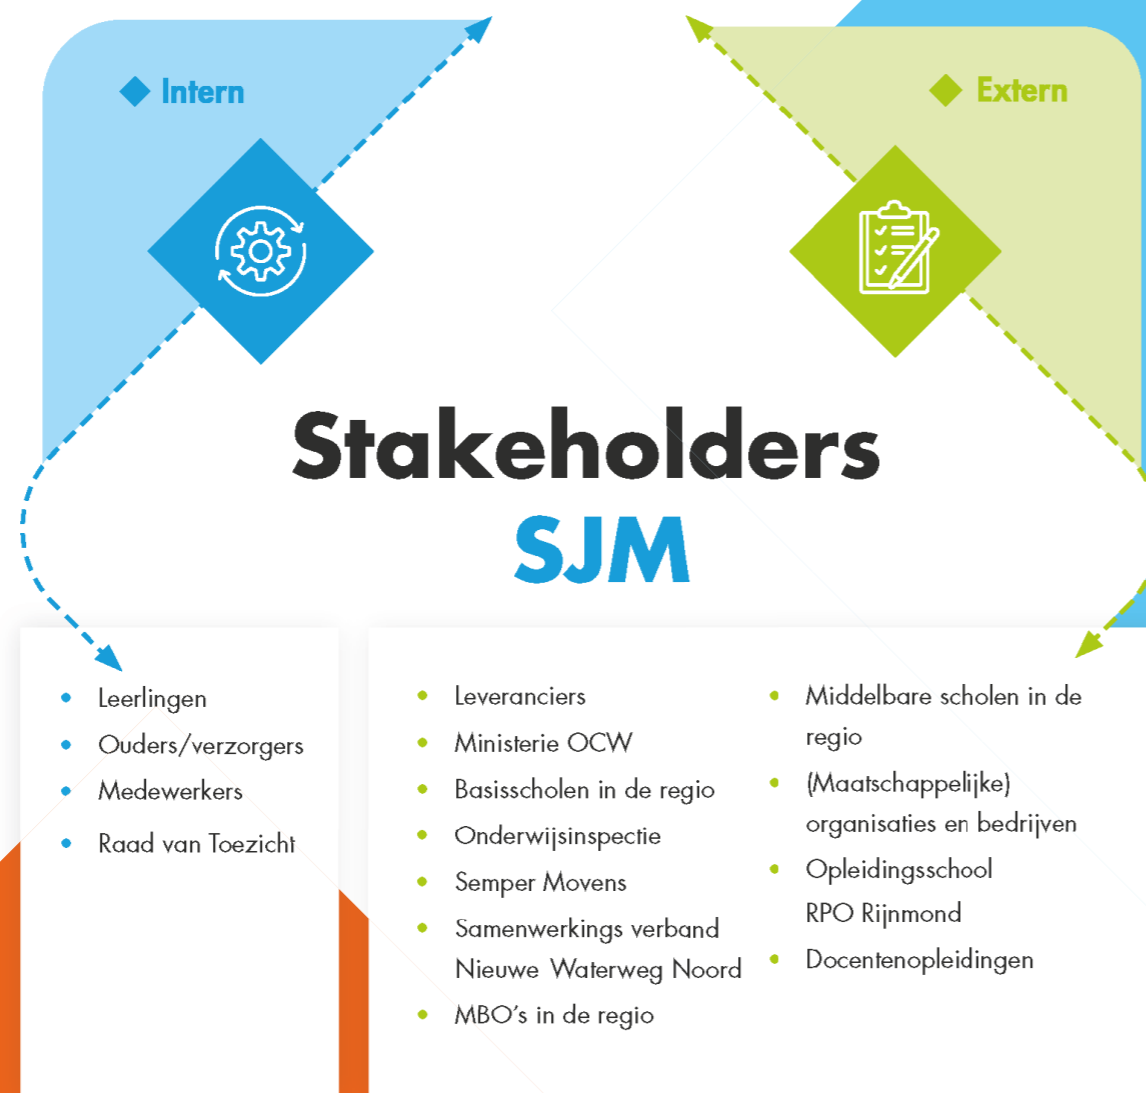 Intern
Extern
Stakeholders
SJM
Leerlingen
Ouders/verzorgers
Medewerkers
Raad van Toezicht
Leveranciers
Ministerie OCW
Basisscholen in de regio
Onderwijsinspectie
Semper Movens
Samenwerkings verband
Nieuwe Waterweg Noord
MBO's in de regio
Middelbare scholen in de
regio
(Maatschappelijke)
organisaties en bedrijven
Opleidingsschool
RPO Rijnmond
Docentenopleidingen